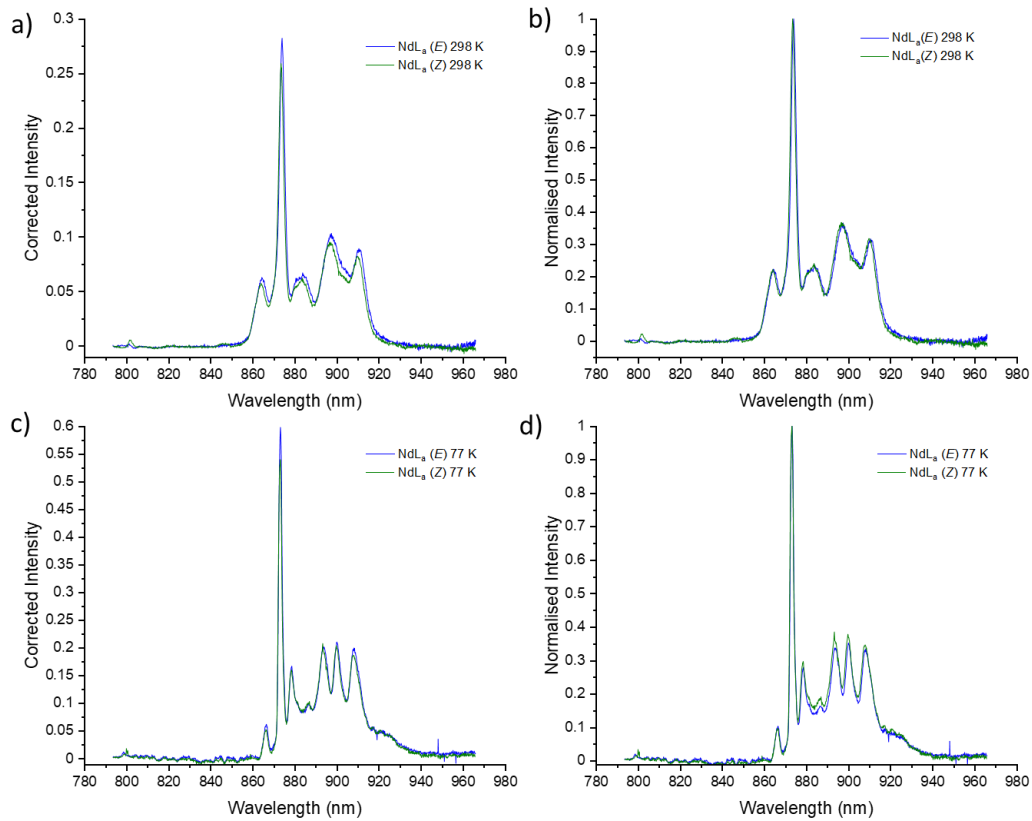 a)
0.3
0.25
0.2
0.15
0.1
0.05
0
Corrected Intensity
NdLₐ (E) 298 K
NdLₐ (Z) 298 K
780 800 820 840 860 880 900 920 940 960 980
Wavelength (nm)
b)
1
0.9
0.8
0.7
0.6
0.5
0.4
0.3
0.2
0.1
0
Normalised Intensity
NdLₐ (E) 298 K
NdLₐ(Z) 298 K
780 800 820 840 860 880 900 920 940 960 980
Wavelength (nm)
c)
0.6
0.55
0.5
0.45
0.4
0.35
0.3
0.25
0.2
0.15
0.1
0.05
0
Corrected Intensity
NdLₐ (E) 77 K
NdLₐ (Z) 77 K
780 800 820 840 860 880 900 920 940 960 980
Wavelength (nm)
d)
1
0.9
0.8
0.7
0.6
0.5
0.4
0.3
0.2
0.1
0
Normalised Intensity
NdLₐ (E) 77 K
NdLₐ (Z) 77 K
780 800 820 840 860 880 900 920 940 960 980
Wavelength (nm)